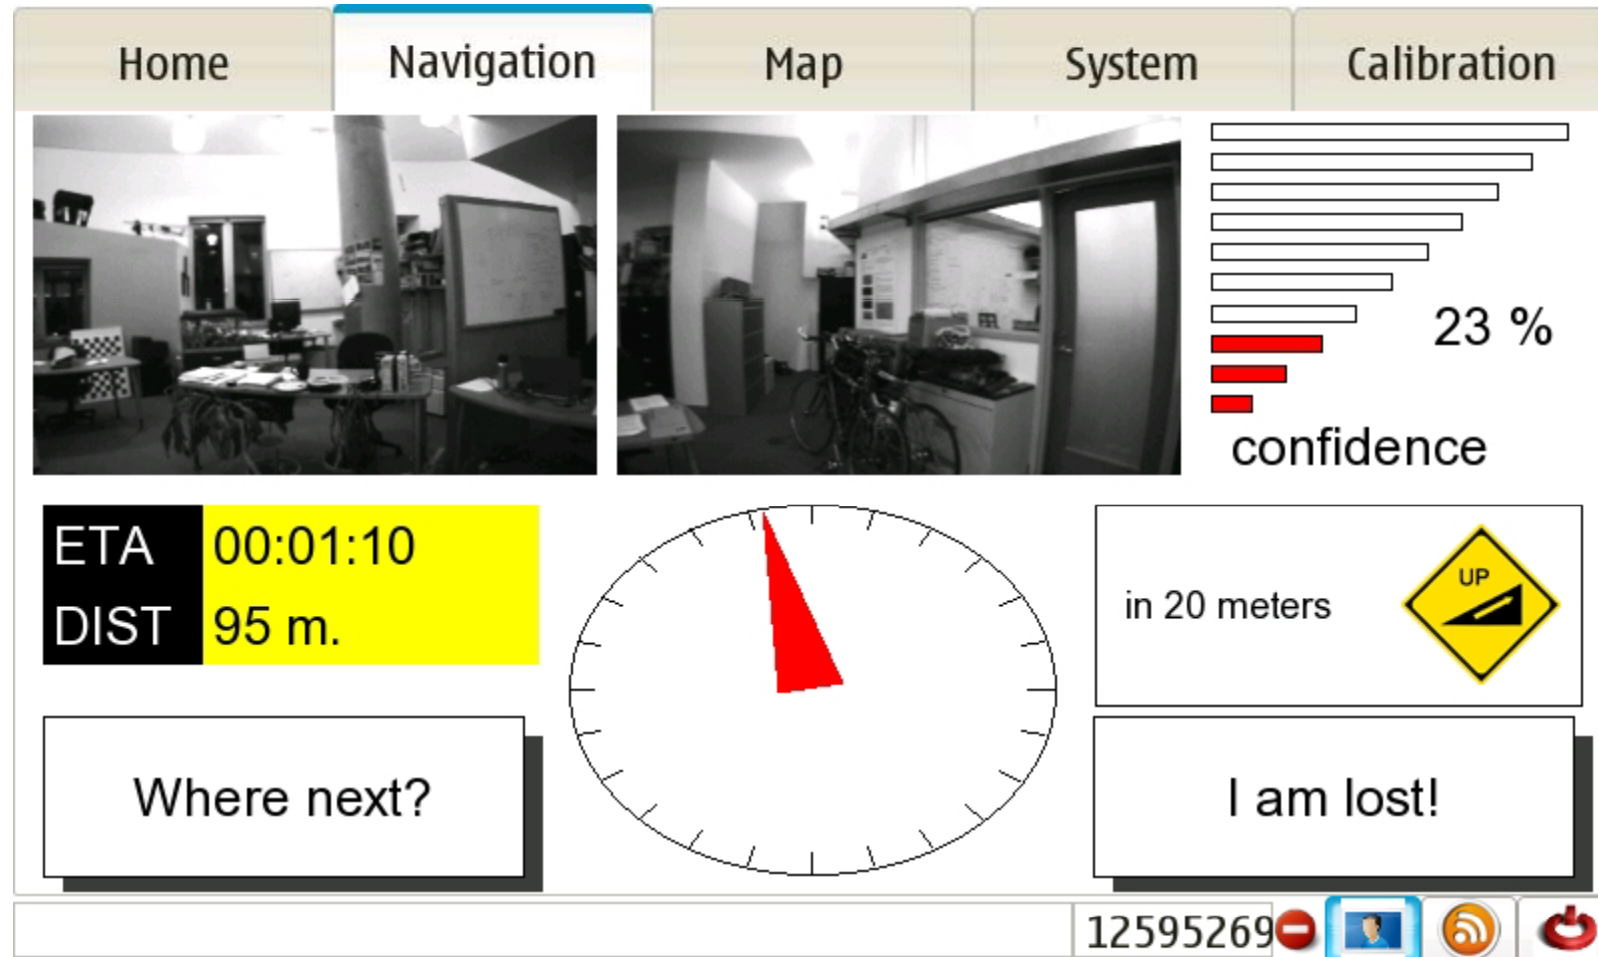 Home
Navigation
Map
System
Calibration
23 %
confidence
ETA 00:01:10
DIST 95 m.
in 20 meters
UP
Where next?
I am lost!
12595269